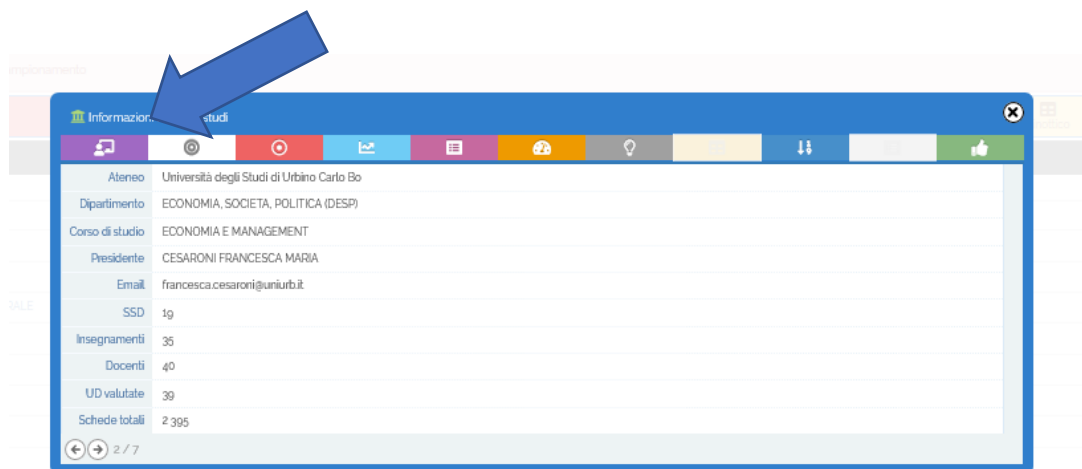 Informazion studi
Ateneo Università degli Studi di Urbino Carlo Bo
Dipartimento ECONOMIA, SOCIETA, POLITICA (DESP)
Corso di studio ECONOMIA E MANAGEMENT
Presidente CESARONI FRANCESCA MARIA
Email francesca.cesaroni@uniurb.it
SSD 19
Insegnamenti 35
Docenti 40
UD valutate 39
Schede totali 2 395
2 / 7